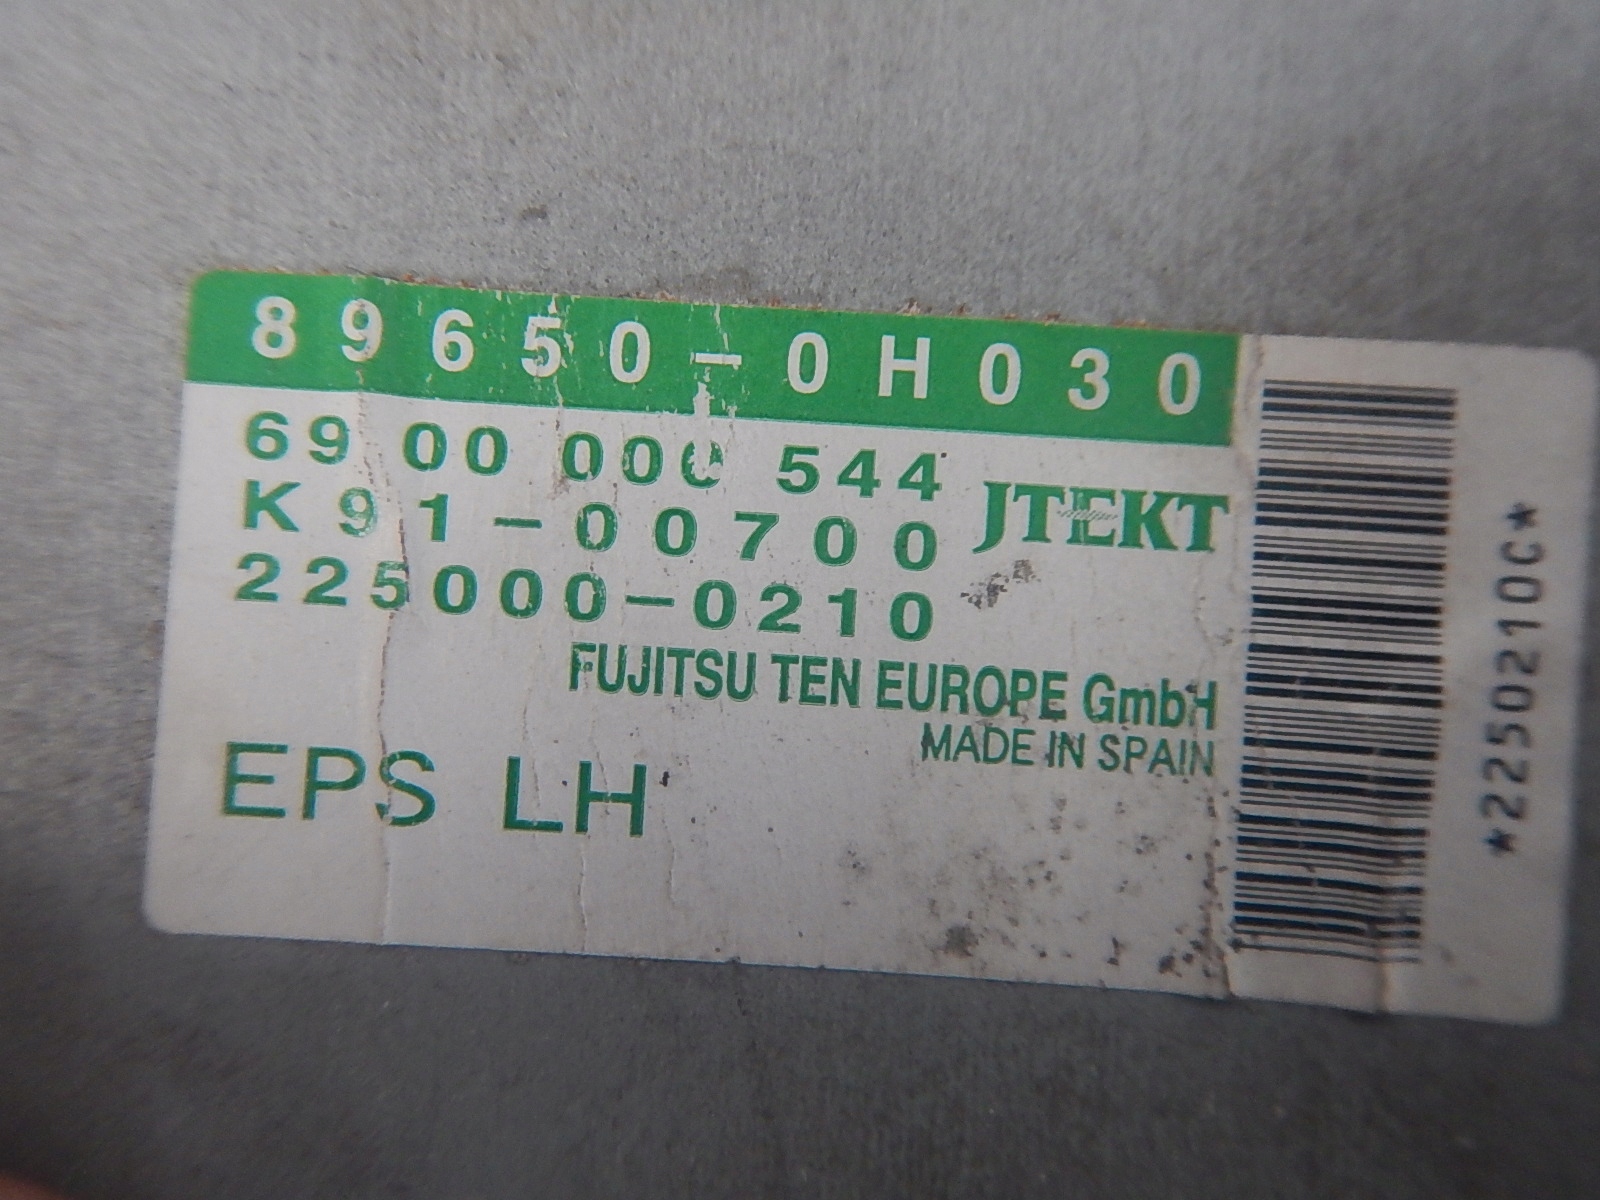 89650-0H030
69 00 000 544
K91-00700
JTEKT
225000-0210
FUJITSU TEN EUROPE GmbH
MADE IN SPAIN
EPS LH
*2250210C*